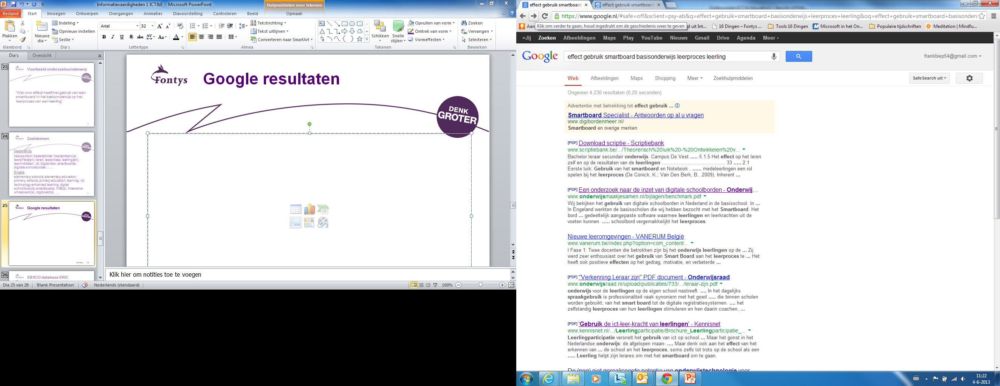 Informatievaardigheden 1 ICT&E - Microsoft PowerPoint
Hulpmiddelen voor tekenen
Bestand Start Invoegen Ontwerpen Overgangen Animaties Diavoorstelling Controleren Beeld Opmaak
Plakken
Klembord
Nieuwe dia
Indeling
Opnieuw instellen
Sectie
Dia's
Arial 32
Lettertype
Tekstrichting
Tekst uitlijnen
Converteren naar SmartArt
Alinea
Schikken
Snelle stijlen
Opvullen van vorm
Omtrek van vorm
Vormeffecten
Tekenen
Zoeken
Vervangen
Selecteren
Bewerken
Dia's Overzicht
23
Fontys Voorbeeld onderzoeksonderwerp
DENK GROTER
"Wat voor effect heeft het gebruik van een
smartboard in het basisonderwijs op het
leerproces van een leerling"
24
Fontys Zoektermen
DENK GROTER
Nederlands
basisschool; basisscholen; basisonderwijs;
leereffect(en); leren; leerproces; leerling(en);
leermiddelen; ict; digiborden; smartboards;
digitale schoolborden; .....
Engels
elementary schools; elementary education;
primary schools; primary education; learning; ict;
technology enhanced learning; digital
schoolboards; smartboards; IWB(s); Interactive
whiteboard(s), digiboard(s) .....
25
Fontys Google resultaten
DENK GROTER
26
Fontys EBSCO database ERIC
Fontys
Google resultaten
DENK
GROTER
Klik hier om notities toe te voegen
Dia 25 van 29 'Blank Presentation' Nederlands (standaard) 100%
effect gebruik smartboard effect gebruik smartboard
https://www.google.nl/#safe=off&sclient=psy-ab&q=effect+gebruik+smartboard+basisonderwijs+leerproces+leerling&oq=effect+gebruik+smartboard+basisonder
Aan Klik om verder te gaan, houd ingedrukt om de geschiedenis weer te geven rd uit Int... 16 Dingen – Fontys ... Tools 16 Dingen Microsoft in het On... Populaire tijdschriften Meditation | Mindfu...
+Jij Zoeken Afbeeldingen Maps Play YouTube Nieuws Gmail Drive Agenda Meer
Google effect gebruik smartboard basisonderwijs leerproces leerling frankbiep54@gmail.com
Web Afbeeldingen Maps Shopping Meer Zoekhulpmiddelen SafeSearch uit
Ongeveer 4.230 resultaten (0,20 seconden)
Advertentie met betrekking tot effect gebruik ...
Smartboard Specialist - Antwoorden op al u vragen
www.digibordenmeer.nl/
Smartboard en overige merken
[PDF] Download scriptie - Scriptiebank
www.scriptiebank.be/.../Theorerisch%20luik%20-%20Ontwikkelen%20v...
Bachelor leraar secundair onderwijs. Campus De Vest ..... 5.1.5 Het effect op het leren
zelf en op de resultaten van de leerlingen .......................................... 33 ..... 2.1
Eerste luik: Gebruik van het smartboard en Notebook . ...... medeleerlingen een rol
spelen bij het leerproces (De Conick, K.; Van Den Berk, B.. 2009). Inherent ...
[PDF] Een onderzoek naar de inzet van digitale schoolborden - Onderwij...
www.onderwijsmaakjesamen.nl/bijlagen/benchmark.pdf
Wij bekijken het gebruik van digitale schoolborden in Nederland in de basisschool. In ...
In Engeland werkten de basisscholen die wij hebben bezocht met het Smartboard. Het
bord ... gedeeltelijk aangepaste software waarmee leerlingen en leerkrachten uit de
voeten kunnen. ..... schoolbord vergemakkelijkt het leerproces.
Nieuwe leeromgevingen - VANERUM België
www.vanerum.be/index.php?option=com_content...
I Fase 1: Twee docenten die betrokken zijn bij het onderwijs leerlingen op de ... Zij
werd zeer enthousiast over het gebruik van Smart Board aan het leerproces te ... Het
heeft ook positieve effecten op het gedrag, motivatie, en verbeterde ...
[PDF] "Verkenning Leraar zijn" PDF document - Onderwijsraad
www.onderwijsraad.nl/upload/publicaties/733/.../leraar-zijn.pdf
onderwijs voor de leerlingen op de eigen school nastreeft. .... In het dagelijks
spraakgebruik is professionaliteit vaak synoniem met het goed ..... die binnen scholen
worden gebruikt; van het smart board tot de digitale registratiesystemen. .... het
zelfstandig leerproces van hun leerlingen stimuleren en hen daarin coachen, ...
[PDF] 'Gebruik de ict-leer-kracht van leerlingen' - Kennisnet
www.kennisnet.nl/.../Leerlingparticipatie/Brochure_Leerlingparticipatie_...
Leerlingparticipatie versnelt het gebruik van ict op school ... Maar het gonst in het
Nederlandse onderwijs: de afgelopen maan- .... Maar denk ook aan het effect van het
erkennen van ... de school en het leerproces, soms zelfs tot trots op de school als een
..... Leerling helpt zijn lerares om met het smartboard om te gaan.
De (nog) niet gerealiseerde potentie van onderwijstechnologie voor
11:22
4-6-2013